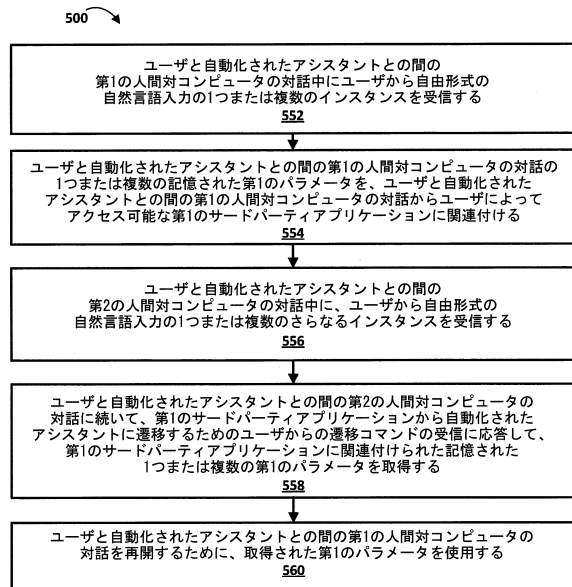 500
ユーザと自動化されたアシスタントとの間の
第1の人間対コンピュータの対話中にユーザから自由形式の
自然言語入力の1つまたは複数のインスタンスを受信する
552
ユーザと自動化されたアシスタントとの間の第1の人間対コンピュータの対話の
1つまたは複数の記憶された第1のパラメータを、ユーザと自動化された
アシスタントとの間の第1の人間対コンピュータの対話からユーザによって
アクセス可能な第1のサードパーティアプリケーションに関連付ける
554
ユーザと自動化されたアシスタントとの間の
第2の人間対コンピュータの対話中に、ユーザから自由形式の
自然言語入力の1つまたは複数のさらなるインスタンスを受信する
556
ユーザと自動化されたアシスタントとの間の第2の人間対コンピュータの
対話に続いて、第1のサードパーティアプリケーションから自動化された
アシスタントに遷移するためのユーザからの遷移コマンドの受信に応答して、
第1のサードパーティアプリケーションに関連付けられた記憶された
1つまたは複数の第1のパラメータを取得する
558
ユーザと自動化されたアシスタントとの間の第1の人間対コンピュータの
対話を再開するために、取得された第1のパラメータを使用する
560